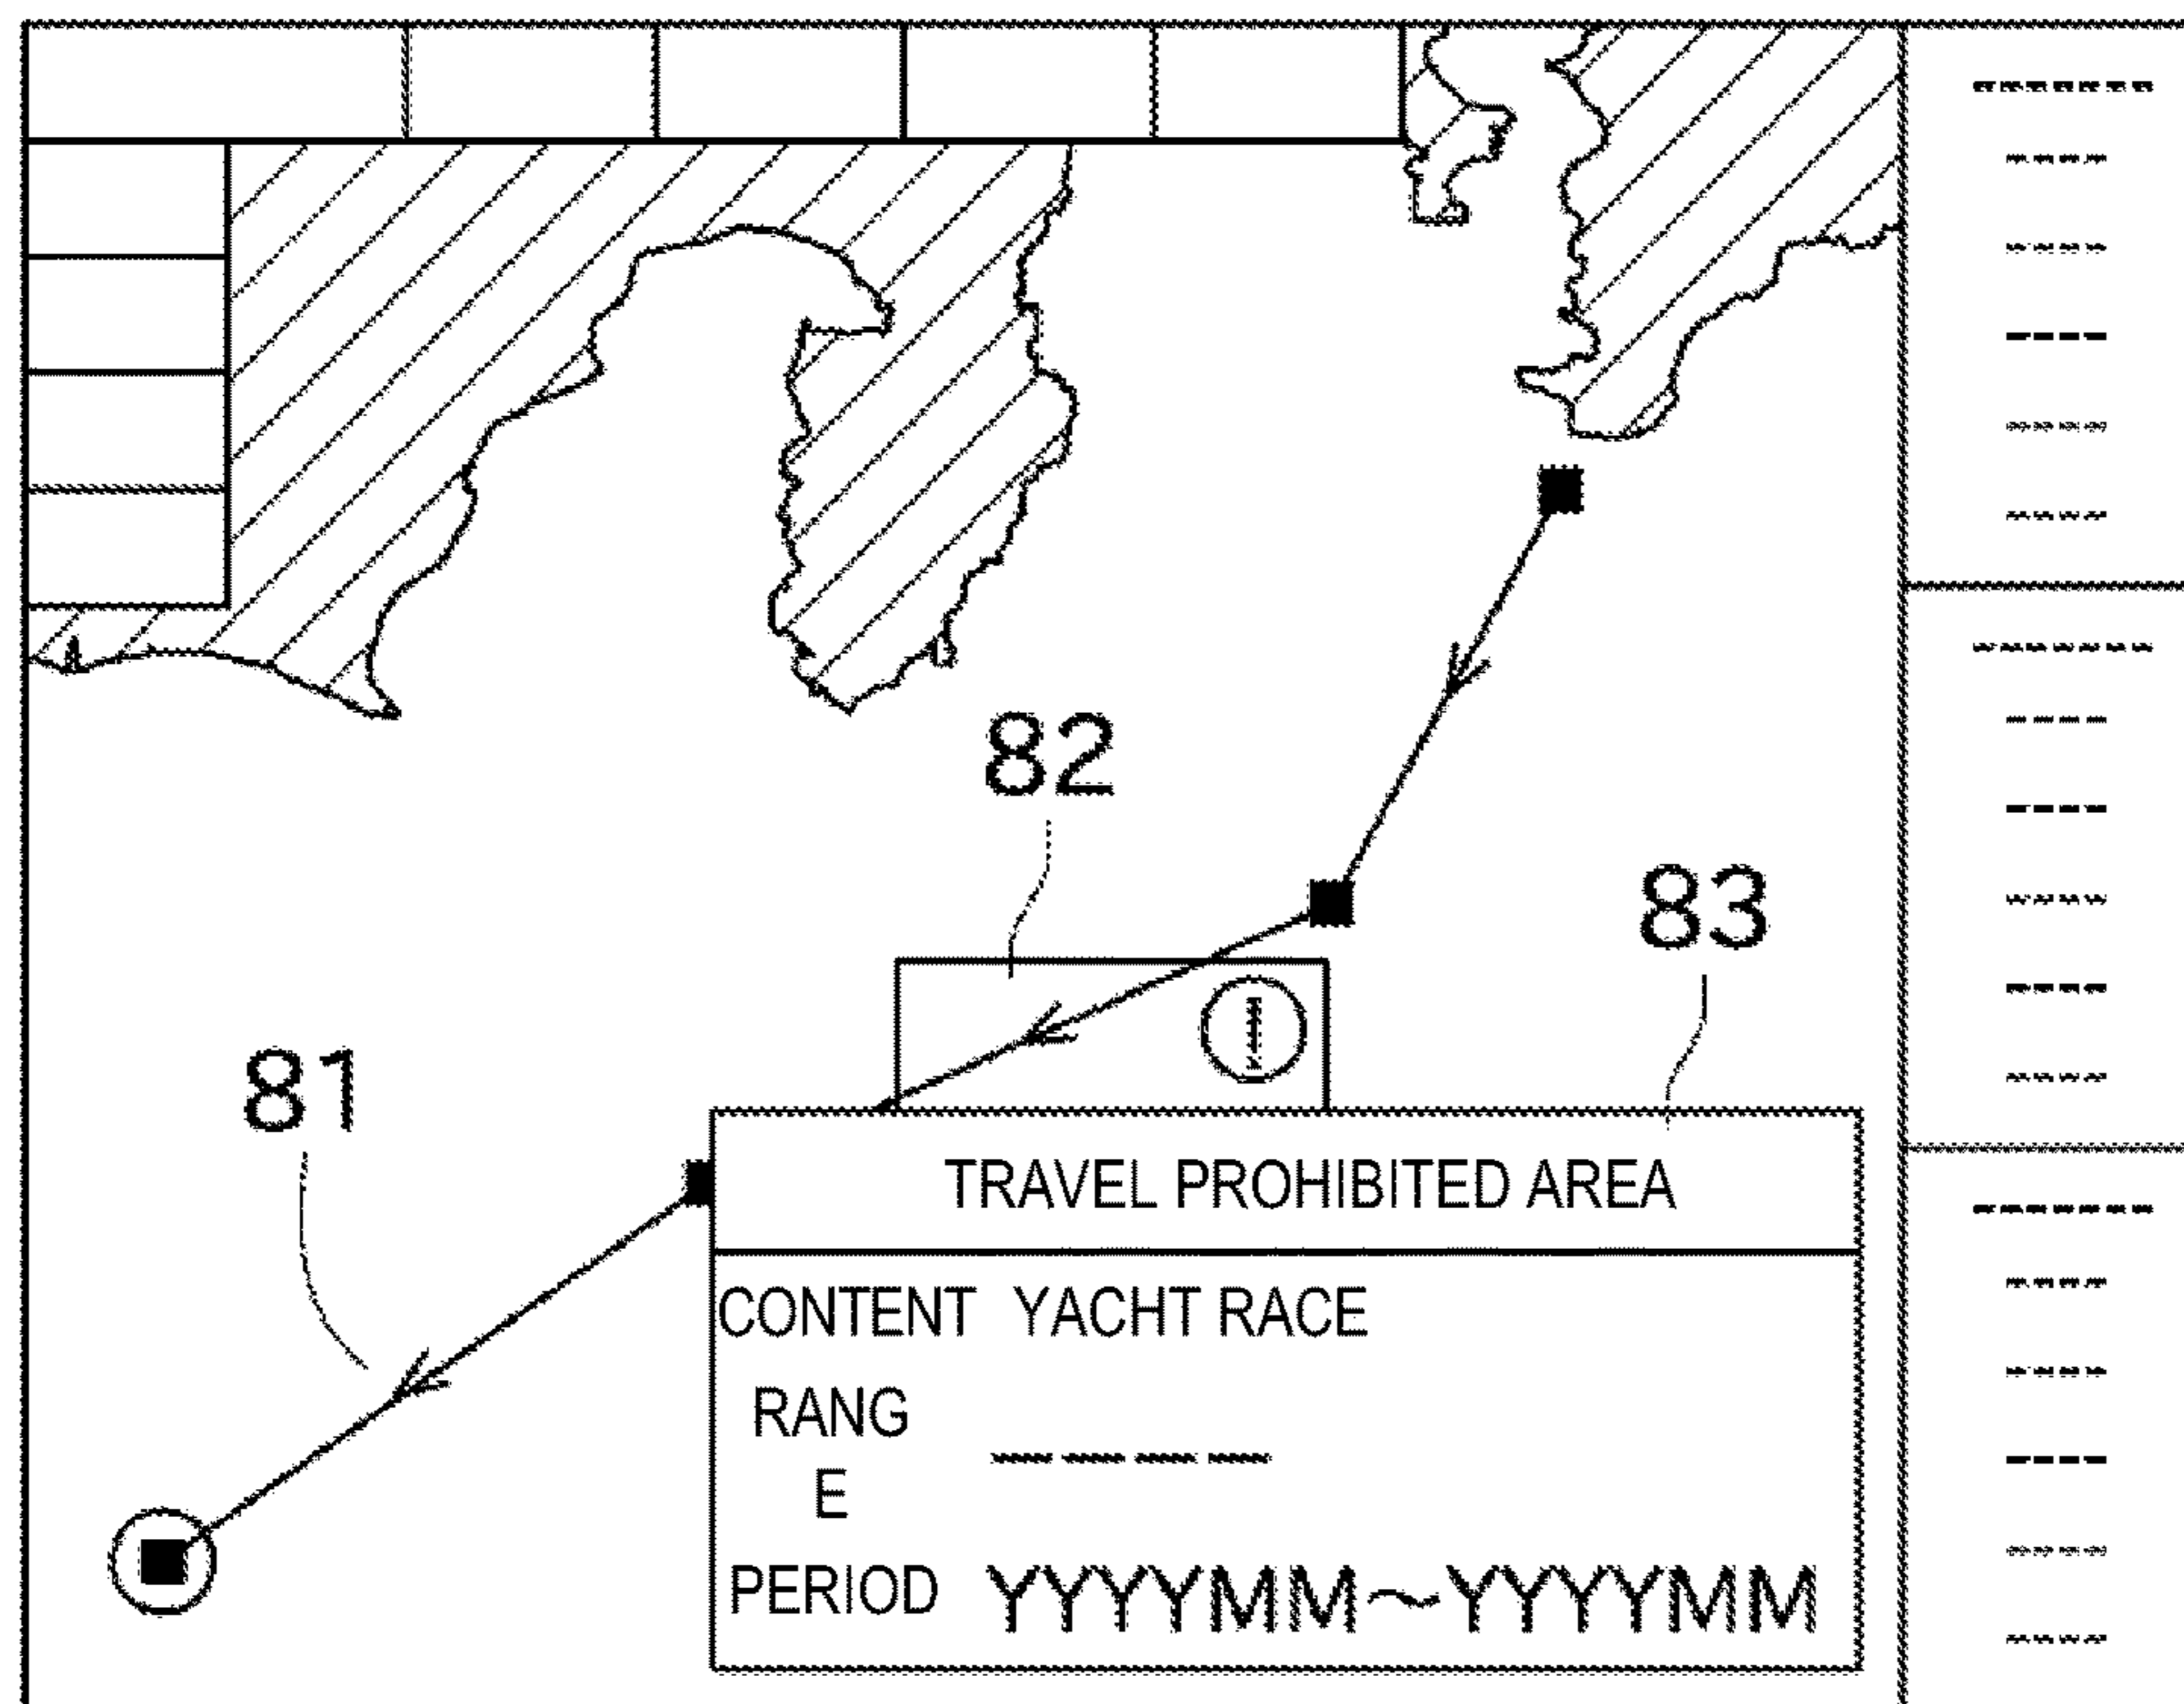 82
83
81
TRAVEL PROHIBITED AREA
CONTENT YACHT RACE
RANG
E
PERIOD YYYYMM~YYYYMM